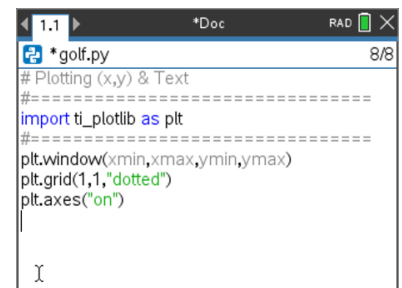 1.1 *Doc RAD
*golf.py 8/8
# Plotting (x,y) & Text
#================================
import ti_plotlib as plt
#================================
plt.window(xmin,xmax,ymin,ymax)
plt.grid(1,1,"dotted")
plt.axes("on")